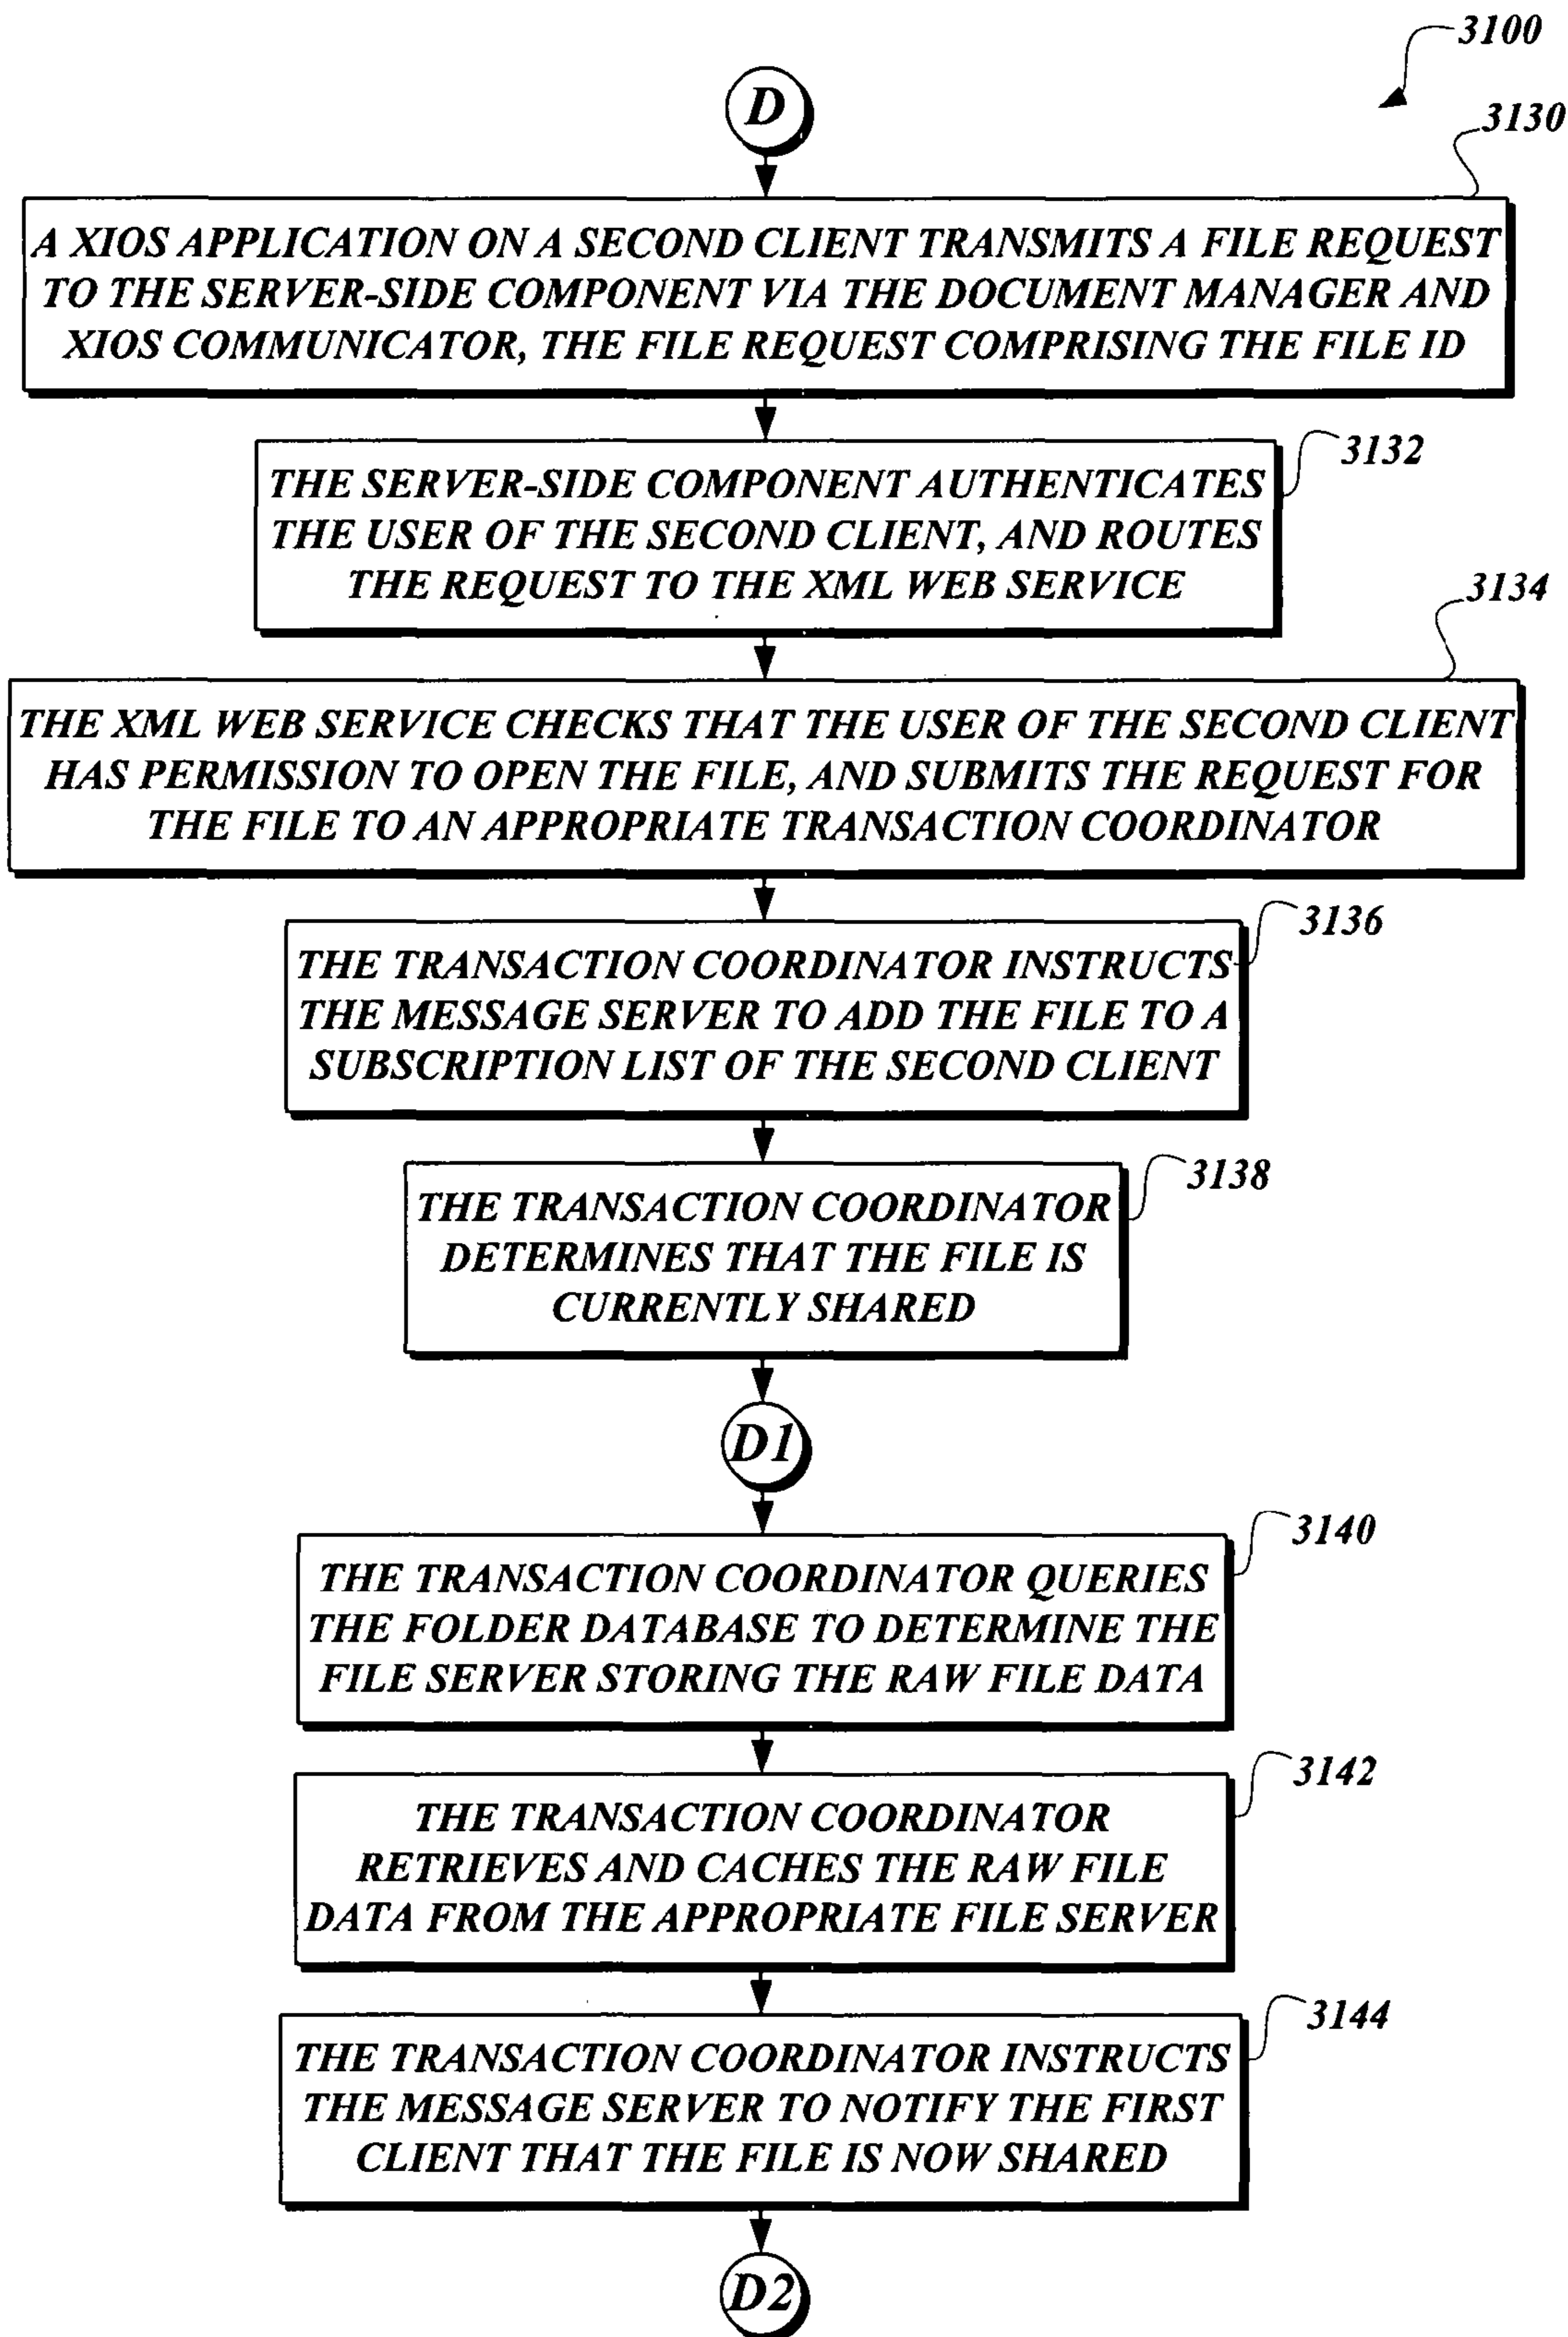 3100
D
3130
A XIOS APPLICATION ON A SECOND CLIENT TRANSMITS A FILE REQUEST
TO THE SERVER-SIDE COMPONENT VIA THE DOCUMENT MANAGER AND
XIOS COMMUNICATOR, THE FILE REQUEST COMPRISING THE FILE ID
3132
THE SERVER-SIDE COMPONENT AUTHENTICATES
THE USER OF THE SECOND CLIENT, AND ROUTES
THE REQUEST TO THE XML WEB SERVICE
3134
THE XML WEB SERVICE CHECKS THAT THE USER OF THE SECOND CLIENT
HAS PERMISSION TO OPEN THE FILE, AND SUBMITS THE REQUEST FOR
THE FILE TO AN APPROPRIATE TRANSACTION COORDINATOR
3136
THE TRANSACTION COORDINATOR INSTRUCTS
THE MESSAGE SERVER TO ADD THE FILE TO A
SUBSCRIPTION LIST OF THE SECOND CLIENT
3138
THE TRANSACTION COORDINATOR
DETERMINES THAT THE FILE IS
CURRENTLY SHARED
D1
3140
THE TRANSACTION COORDINATOR QUERIES
THE FOLDER DATABASE TO DETERMINE THE
FILE SERVER STORING THE RAW FILE DATA
3142
THE TRANSACTION COORDINATOR
RETRIEVES AND CACHES THE RAW FILE
DATA FROM THE APPROPRIATE FILE SERVER
3144
THE TRANSACTION COORDINATOR INSTRUCTS
THE MESSAGE SERVER TO NOTIFY THE FIRST
CLIENT THAT THE FILE IS NOW SHARED
D2